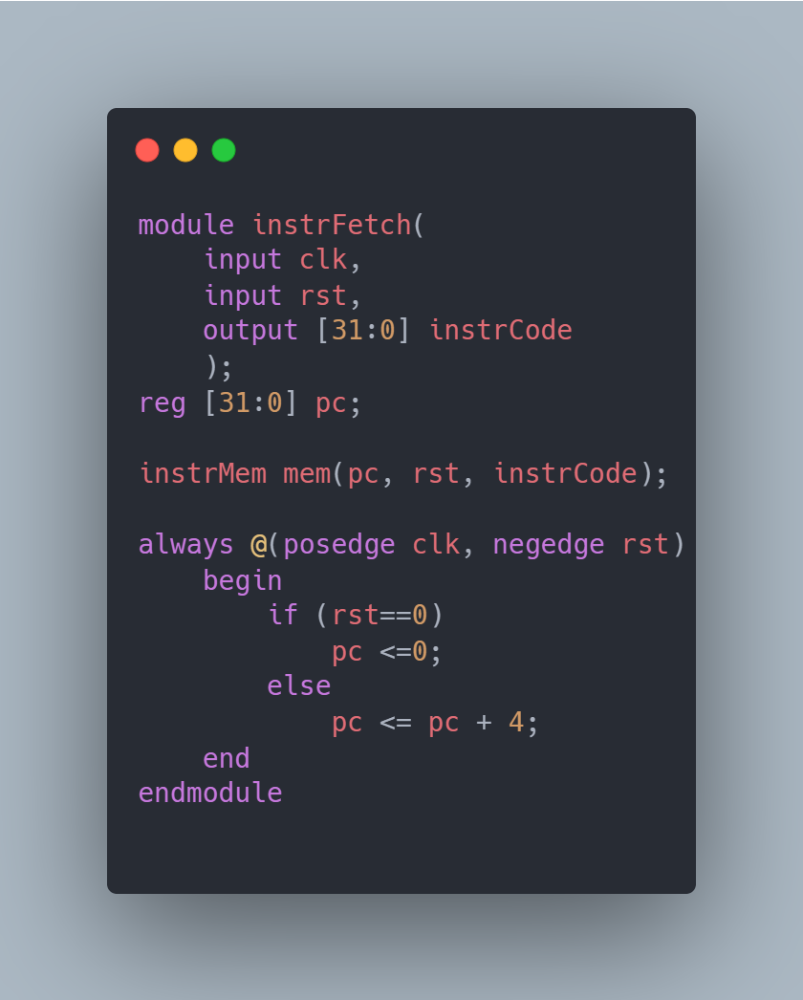 module instrFetch(
    input clk,
    input rst,
    output [31:0] instrCode
    );
reg [31:0] pc;

instrMem mem(pc, rst, instrCode);

always @(posedge clk, negedge rst)
    begin
        if (rst==0)
            pc <=0;
        else
            pc <= pc + 4;
    end
endmodule